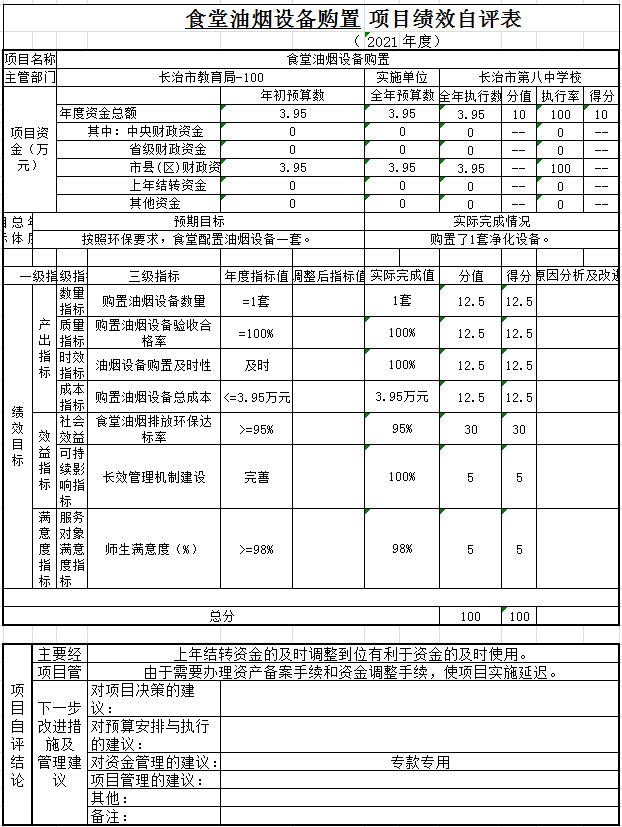 食堂油烟设备购置 项目绩效自评表
（ 2021 年度）
项目名称 食堂油烟设备购置
主管部门 长治市教育局-100 实施单位 长治市第八中学校
项目资金（万元） 年初预算数 全年预算数 全年执行数 分值 执行率 得分
年度资金总额 3.95 3.95 3.95 10 100 10
其中：中央财政资金 0 0 0 -- 0 --
省级财政资金 0 0 0 -- 0 --
市县(区)财政资 3.95 3.95 3.95 -- 100 --
上年结转资金 0 0 0 -- 0 --
其他资金 0 0 0 -- 0 --
预期目标 实际完成情况
按照环保要求，食堂配置油烟设备一套。 购置了1套净化设备。
一级指 级指 三级指标 年度指标值 调整后指标值 实际完成值 分值 得分 原因分析及改进
绩效目标
产出指标
数量指标 购置油烟设备数量 =1套 1套 12.5 12.5
质量指标 购置油烟设备验收合格率 =100% 100% 12.5 12.5
时效指标 油烟设备购置及时性 及时 100% 12.5 12.5
成本指标 购置油烟设备总成本 <=3.95万元 3.95万元 12.5 12.5
效益指标
社会效益 食堂油烟排放环保达标率 >=95% 95% 30 30
可持续影响指标 长效管理机制建设 完善 100% 5 5
满意度指标
服务对象满意度指标 师生满意度（%） >=98% 98% 5 5
总分 100 100
项目自评结论
主要经 上年结转资金的及时调整到位有利于资金的及时使用。
项目管 由于需要办理资产备案手续和资金调整手续，使项目实施延迟。
下一步改进措施及管理建议
对项目决策的建议：
对预算安排与执行的建议：
对资金管理的建议： 专款专用
项目管理的建议：
其他：
备注：